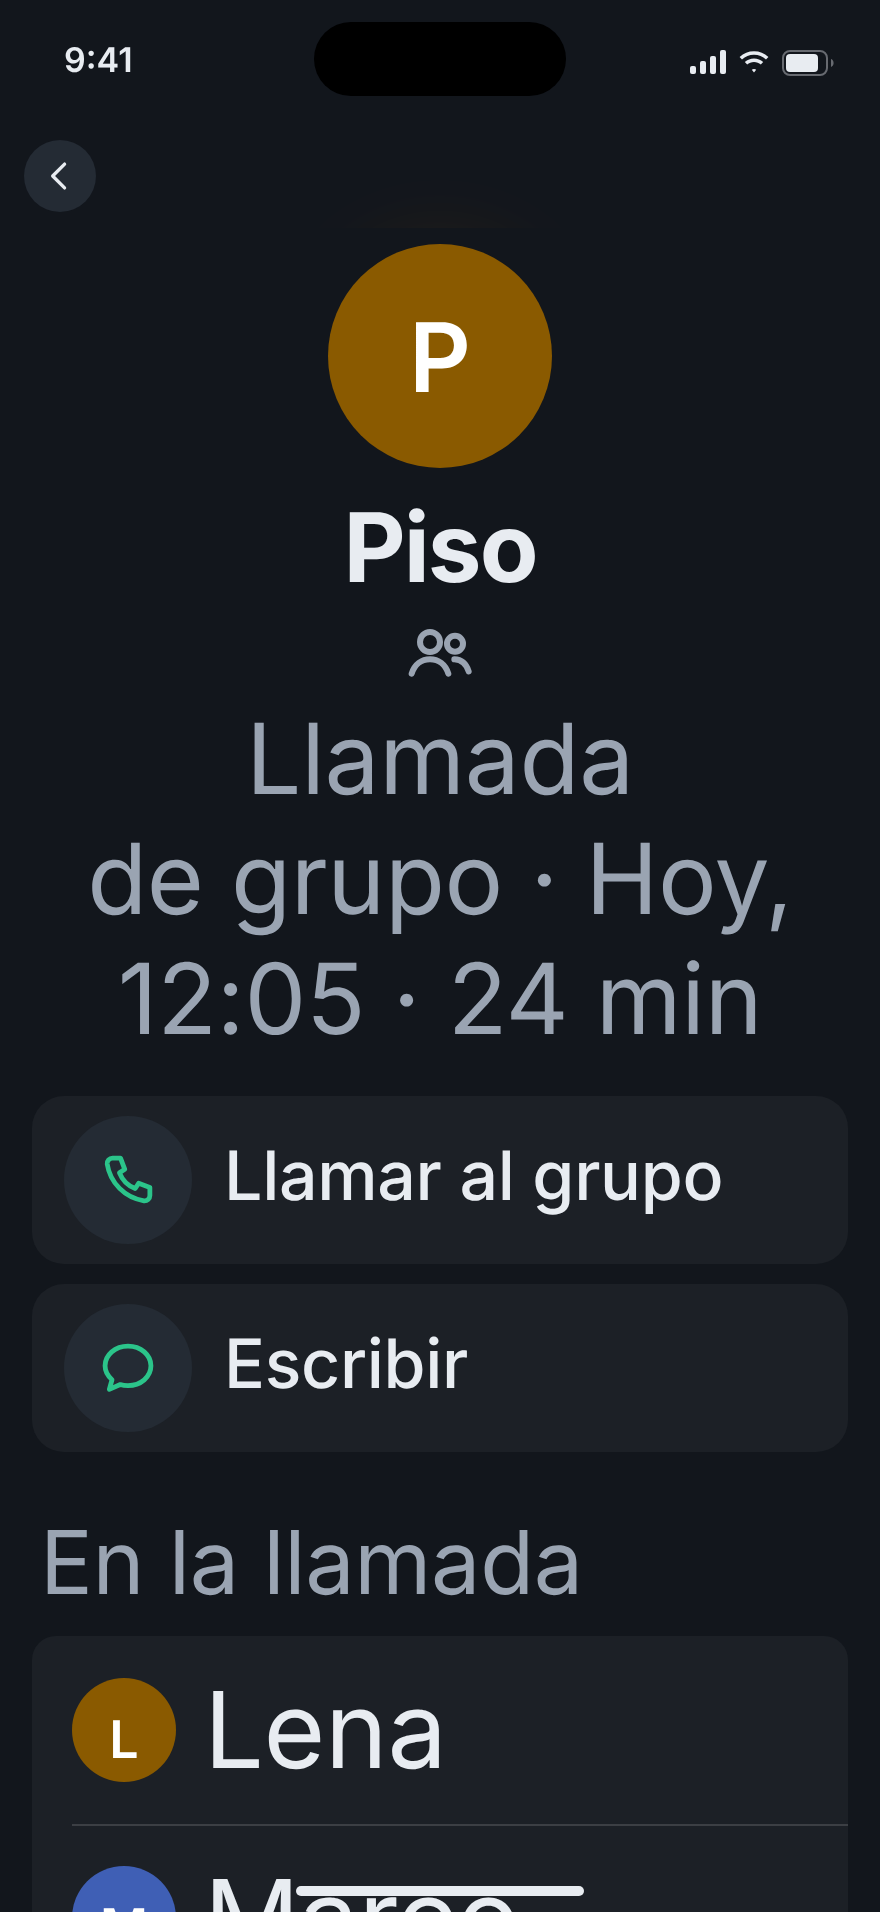 9:41
P
Piso
Llamada
de grupo · Hoy,
12:05 · 24 min
Llamar al grupo
Escribir
En la llamada
L
Lena